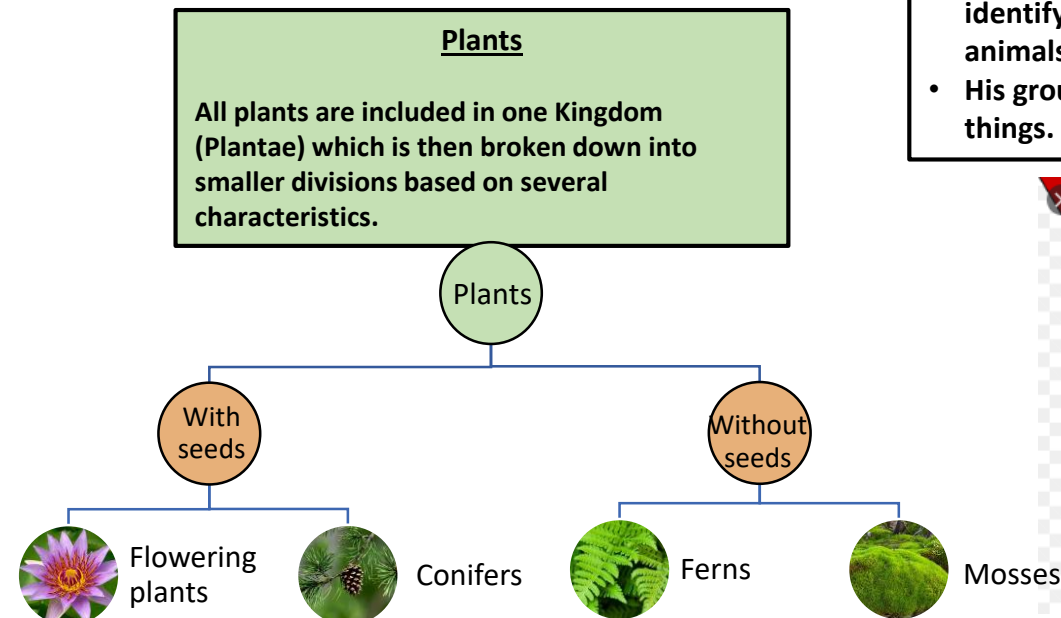 Plants
All plants are included in one Kingdom
(Plantae) which is then broken down into
smaller divisions based on several
characteristics.
identify
animals
• His grou
things.
Plants
With
seeds
Without
seeds
Flowering
plants
Conifers
Ferns
Mosses